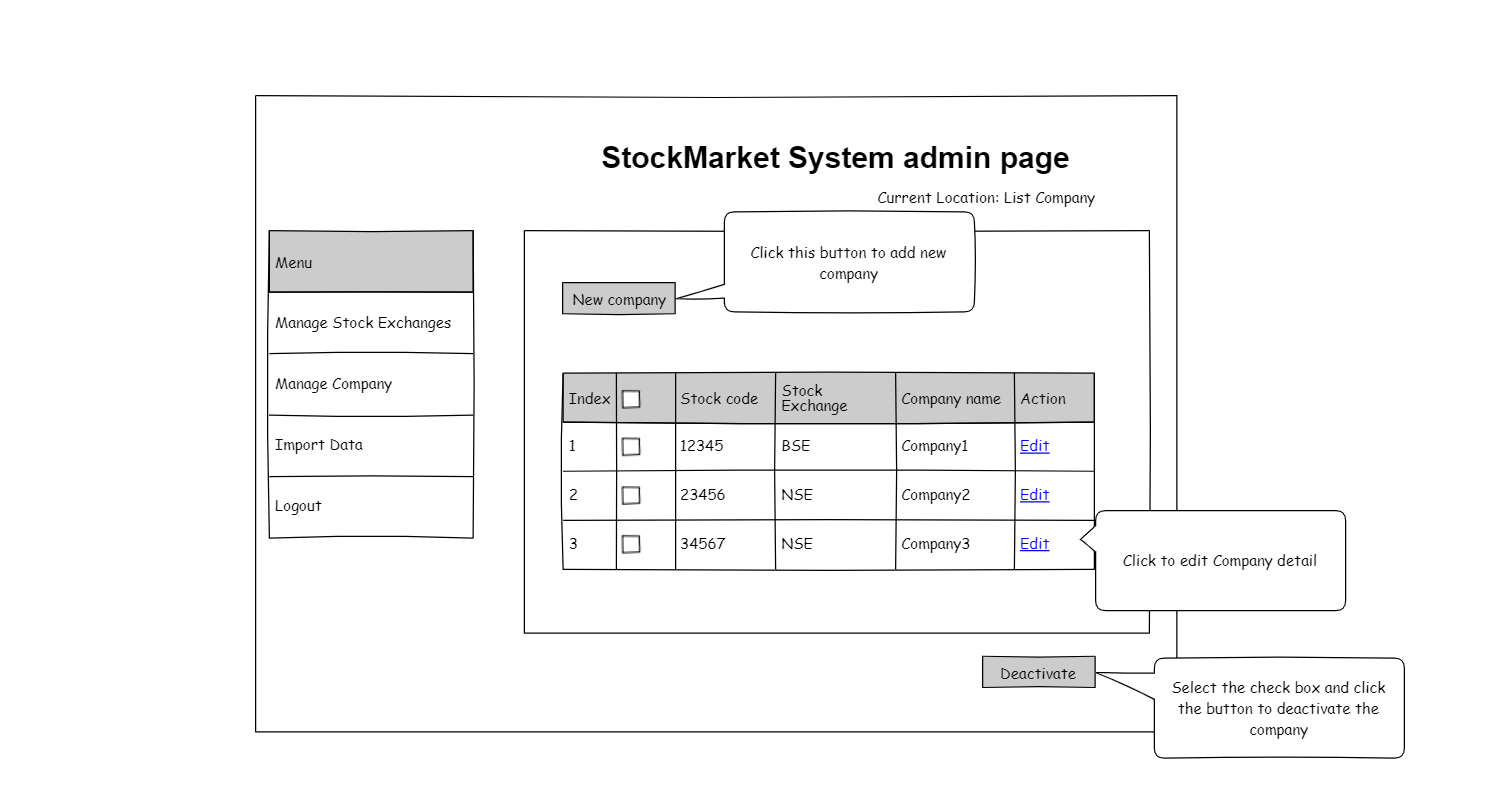 StockMarket System admin page
Current Location: List Company
Menu
Manage Stock Exchanges
Manage Company
Import Data
Logout
Click this button to add new
company
New company
Index Stock code Stock Exchange Company name Action
1 12345 BSE Company1 Edit
2 23456 NSE Company2 Edit
3 34567 NSE Company3 Edit
Click to edit Company detail
Deactivate
Select the check box and click
the button to deactivate the
company